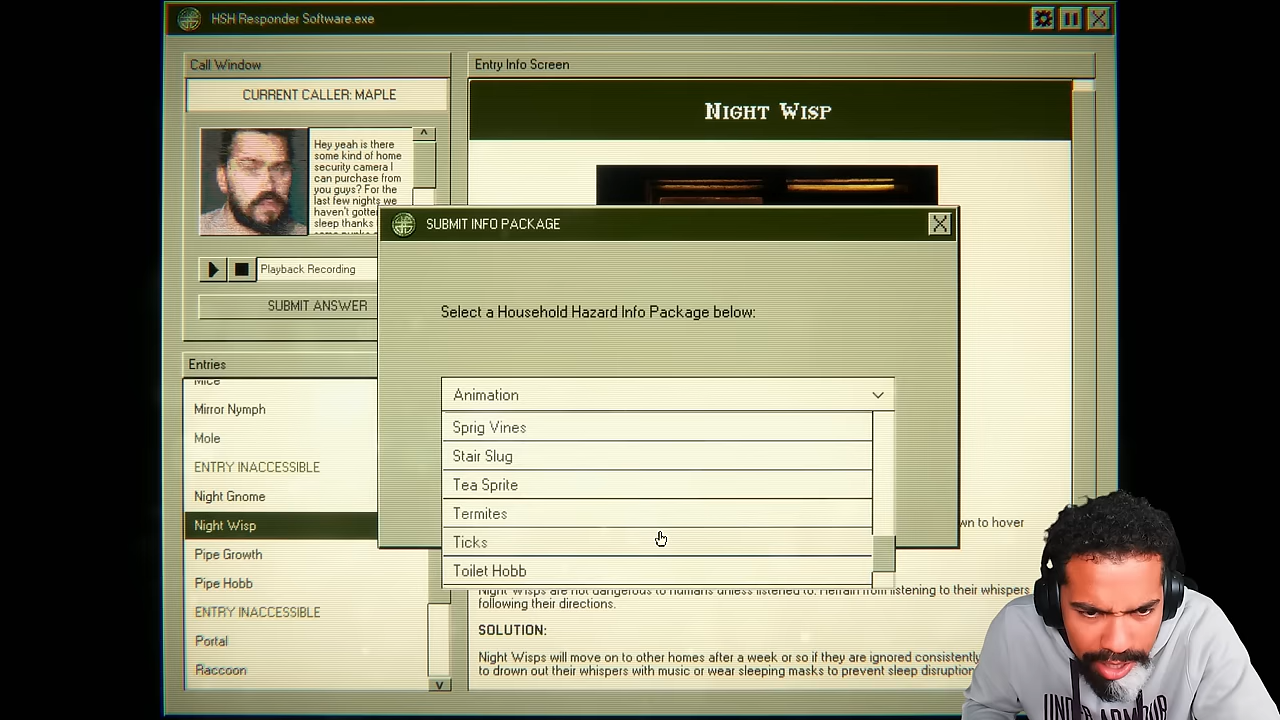 HSH Responder Software.exe
Call Window
CURRENT CALLER: MAPLE
Hey yeah is there
some kind of home
security camera I
can purchase from
you guys? For the
last few nights we
haven't gotten
sleep thanks
Playback Recording
SUBMIT ANSWER
Entries
Mice
Mirror Nymph
Mole
ENTRY INACCESSIBLE
Night Gnome
Night Wisp
Pipe Growth
Pipe Hobb
ENTRY INACCESSIBLE
Portal
Raccoon
Entry Info Screen
NIGHT WISP
SUBMIT INFO PACKAGE
Select a Household Hazard Info Package below:
Animation
Sprig Vines
Stair Slug
Tea Sprite
Termites
Ticks
Toilet Hobb
wn to hover
Night Wisps are not dangerous to humans unless listened to. Refrain from listening to their whispers
following their directions.
SOLUTION:
Night Wisps will move on to other homes after a week or so if they are ignored consistently
to drown out their whispers with music or wear sleeping masks to prevent sleep disruption
UNDER ARMOUR